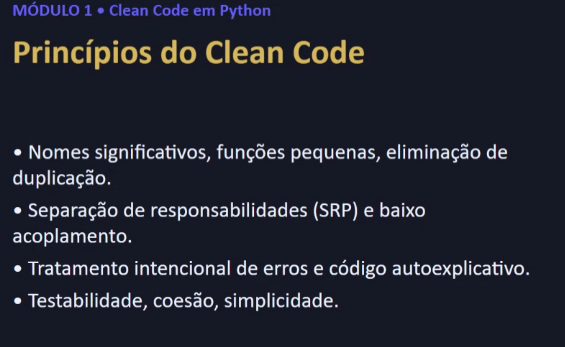 MÓDULO 1 • Clean Code em Python
Princípios do Clean Code
• Nomes significativos, funções pequenas, eliminação de
duplicação.
• Separação de responsabilidades (SRP) e baixo
acoplamento.
• Tratamento intencional de erros e código autoexplicativo.
• Testabilidade, coesão, simplicidade.